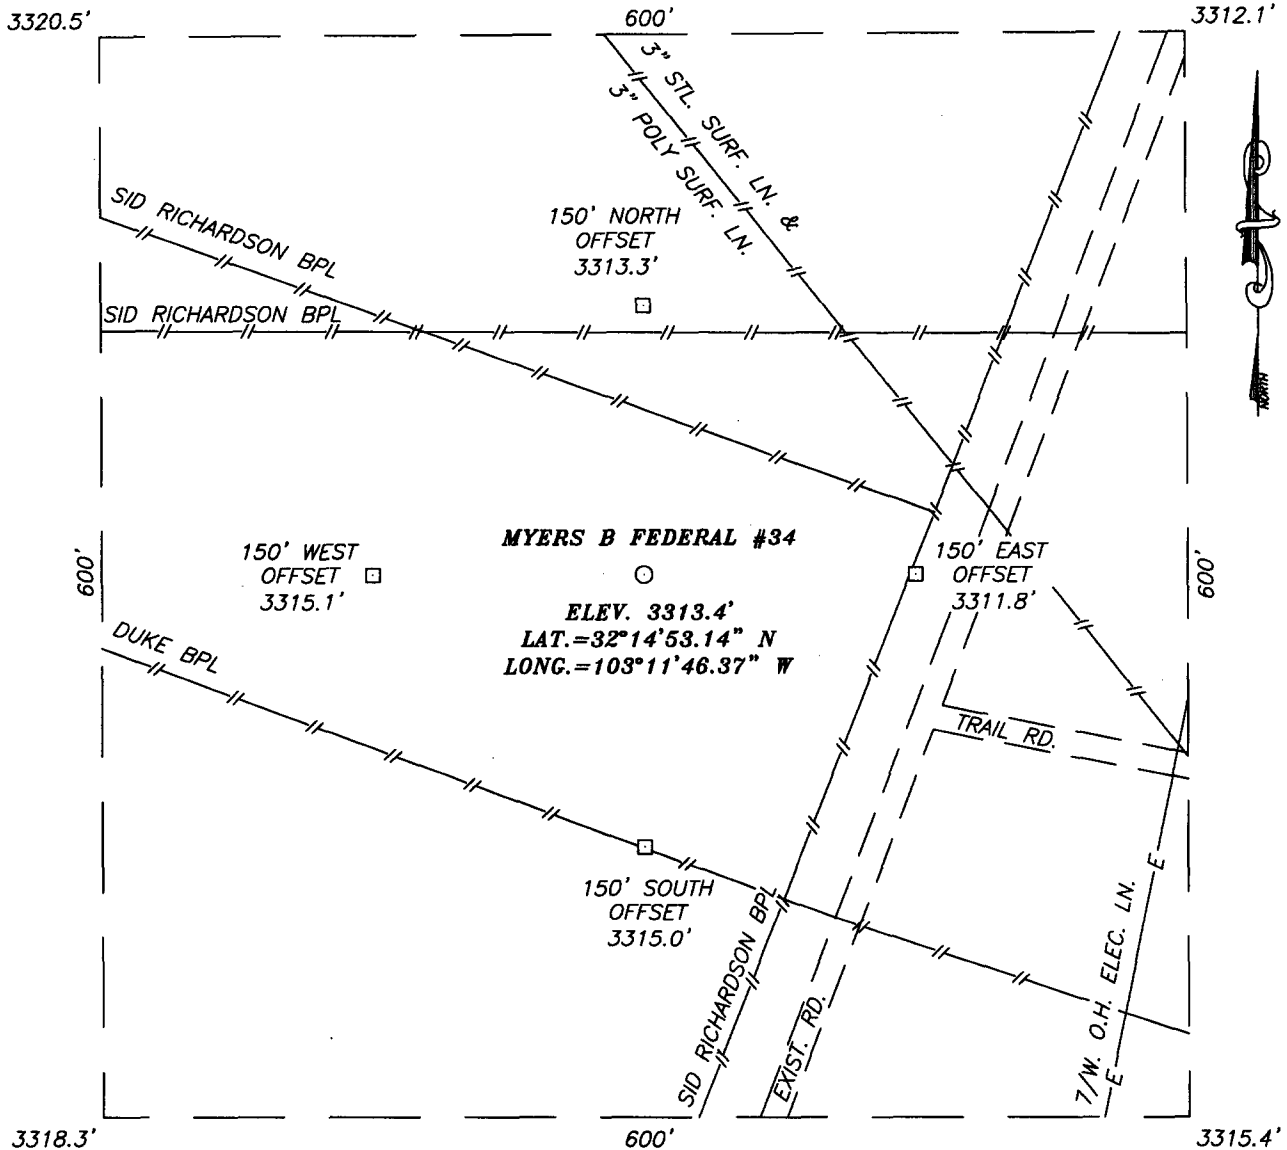 3320.5'
600'
3312.1'
3" STL. SURF. LN. &
3" POLY SURF. LN.
SID RICHARDSON BPL
150' NORTH
OFFSET
3313.3'
SID RICHARDSON BPL
NORTH
MYERS B FEDERAL #34
150' WEST
OFFSET
3315.1'
600'
150' EAST
OFFSET
3311.8'
600'
ELEV. 3313.4'
LAT.=32°14'53.14" N
LONG.=103°11'46.37" W
DUKE BPL
TRAIL RD.
150' SOUTH
OFFSET
3315.0'
SID RICHARDSON BPL
EXIST. RD.
7/W. O.H. ELEC. LN.
E
E
3318.3'
600'
3315.4'